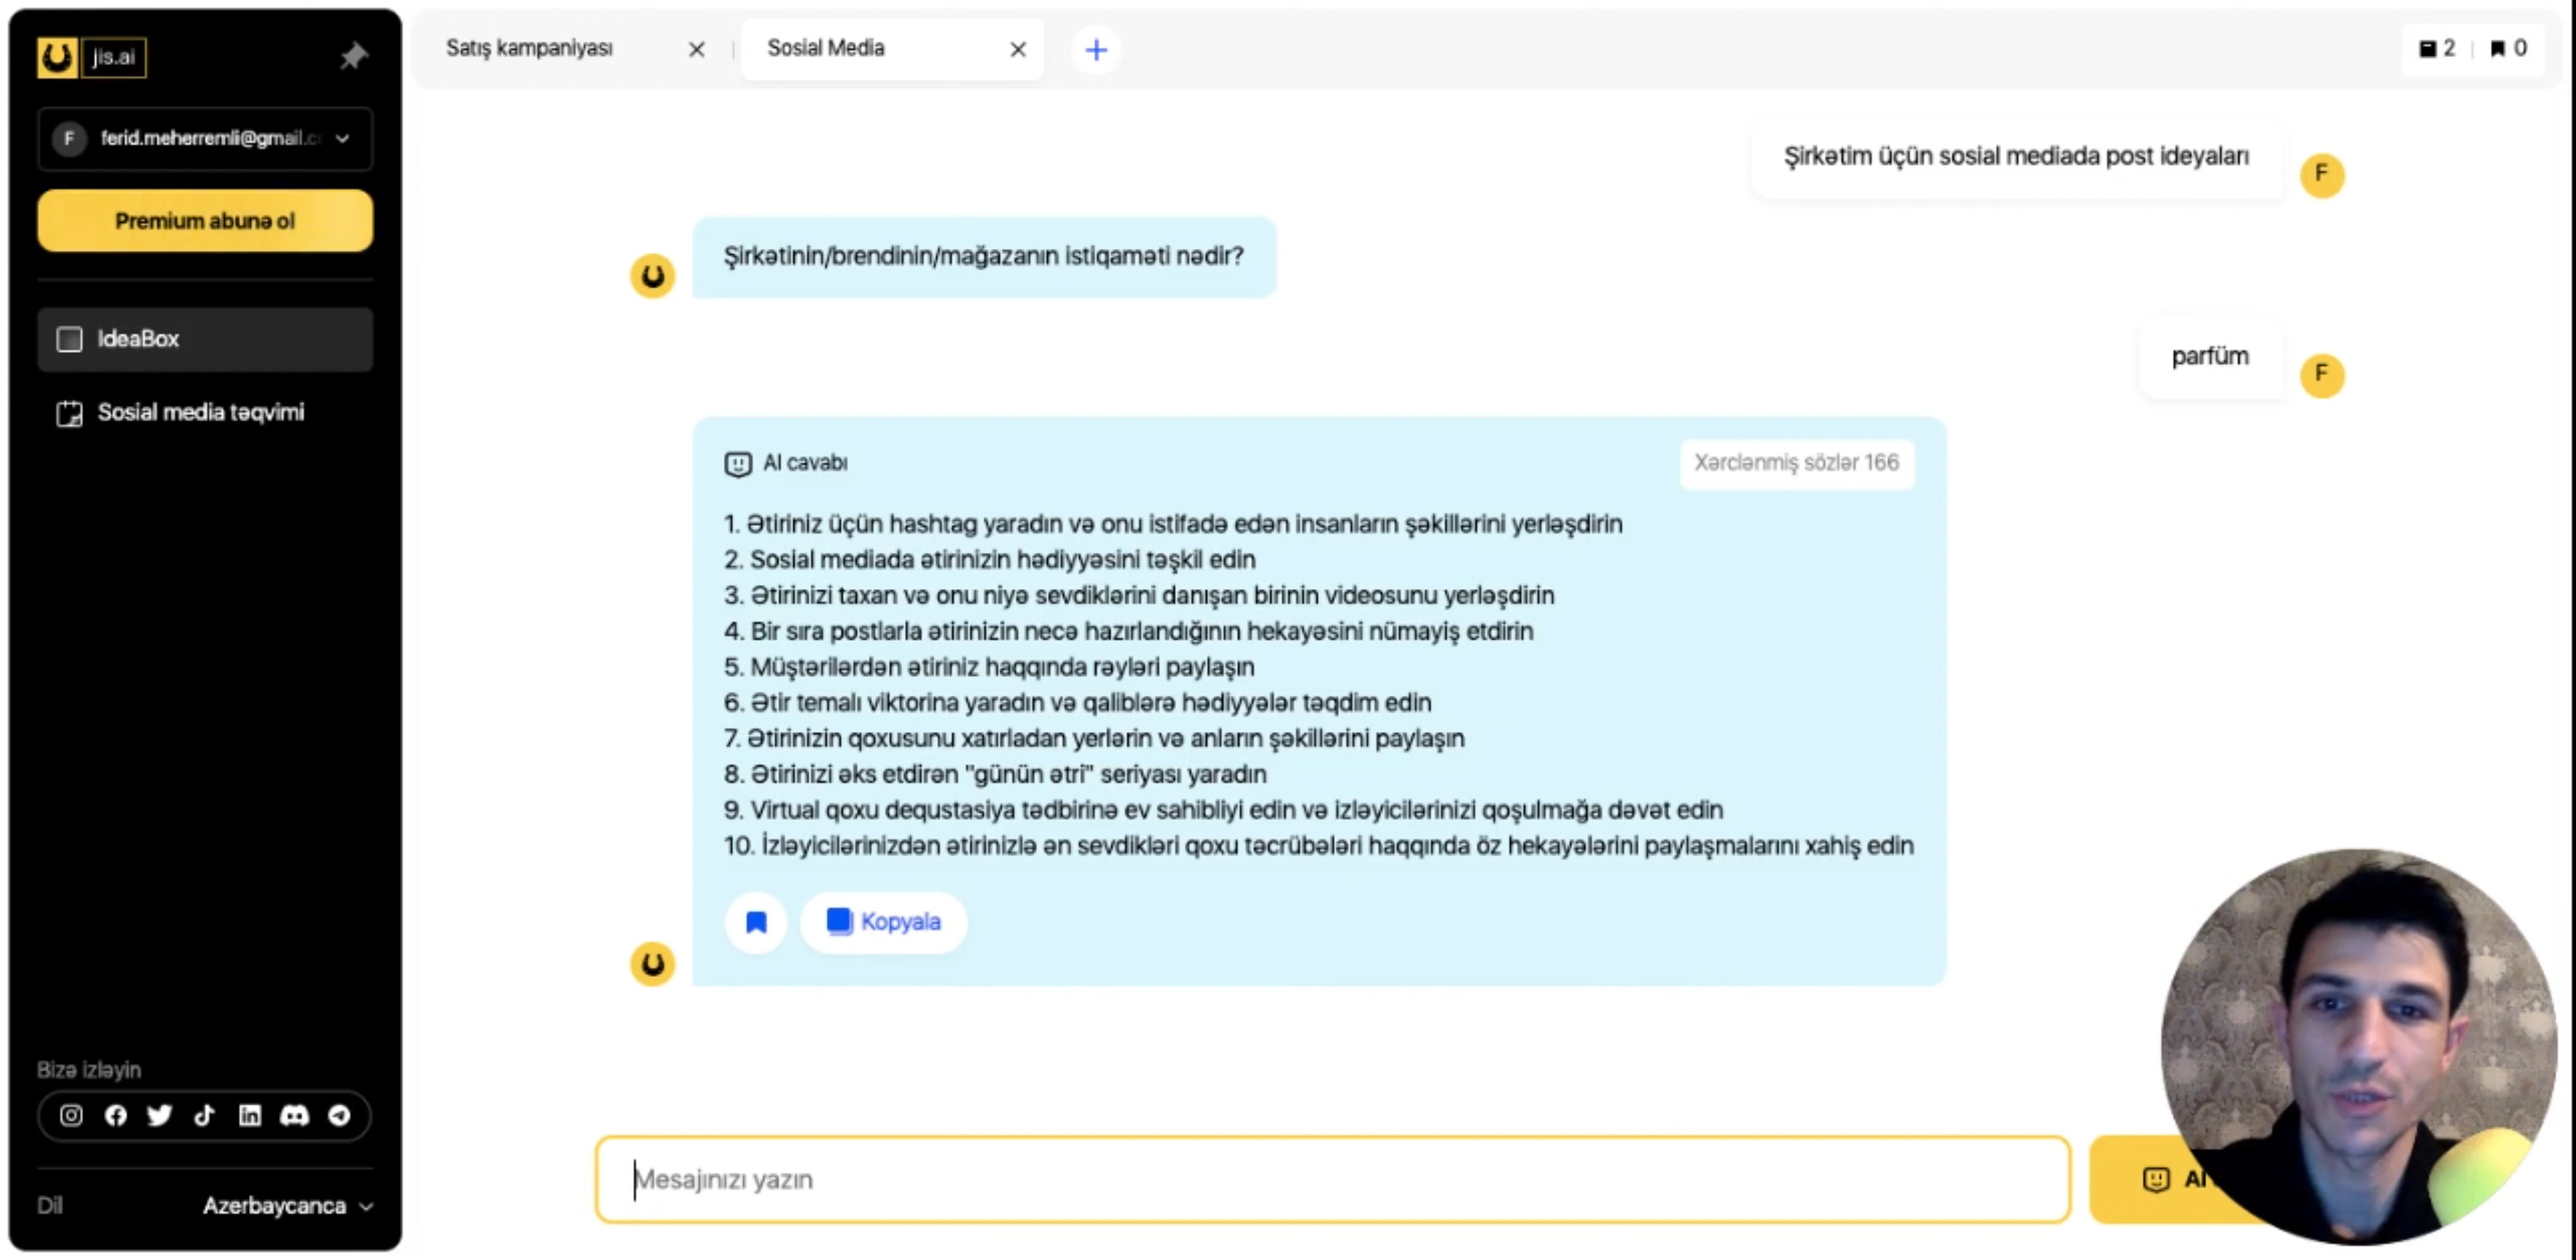 jis.ai
F
ferid.meherremli@gmail.c
Premium abunə ol
IdeaBox
Sosial media təqvimi
Bizə izləyin
Dil
Azerbaycanca
Satış kampaniyası
Sosial Media
2
0
Şirkətim üçün sosial mediada post ideyaları
F
Şirkətinin/brendinin/mağazanın istiqaməti nədir?
parfüm
F
AI cavabı
Xərclənmiş sözlər 166
1. Ətiriniz üçün hashtag yaradın və onu istifadə edən insanların şəkillərini yerləşdirin
2. Sosial mediada ətirinizin hədiyyəsini təşkil edin
3. Ətirinizi taxan və onu niyə sevdiklərini danışan birinin videosunu yerləşdirin
4. Bir sıra postlarla ətirinizin necə hazırlandığının hekayəsini nümayiş etdirin
5. Müştərilərdən ətiriniz haqqında rəyləri paylaşın
6. Ətir temalı viktorina yaradın və qaliblərə hədiyyələr təqdim edin
7. Ətirinizin qoxusunu xatırladan yerlərin və anların şəkillərini paylaşın
8. Ətirinizi əks etdirən "günün ətri" seriyası yaradın
9. Virtual qoxu dequstasiya tədbirinə ev sahibliyi edin və izləyicilərinizi qoşulmağa dəvət edin
10. İzləyicilərinizdən ətirinizlə ən sevdikləri qoxu təcrübələri haqqında öz hekayələrini paylaşmalarını xahiş edin
Kopyala
Mesajınızı yazın
AI